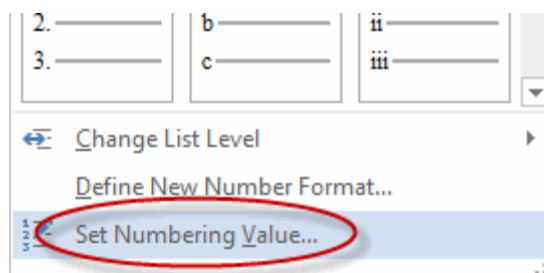 2. b ii
3. c iii
Change List Level
Define New Number Format...
Set Numbering Value...